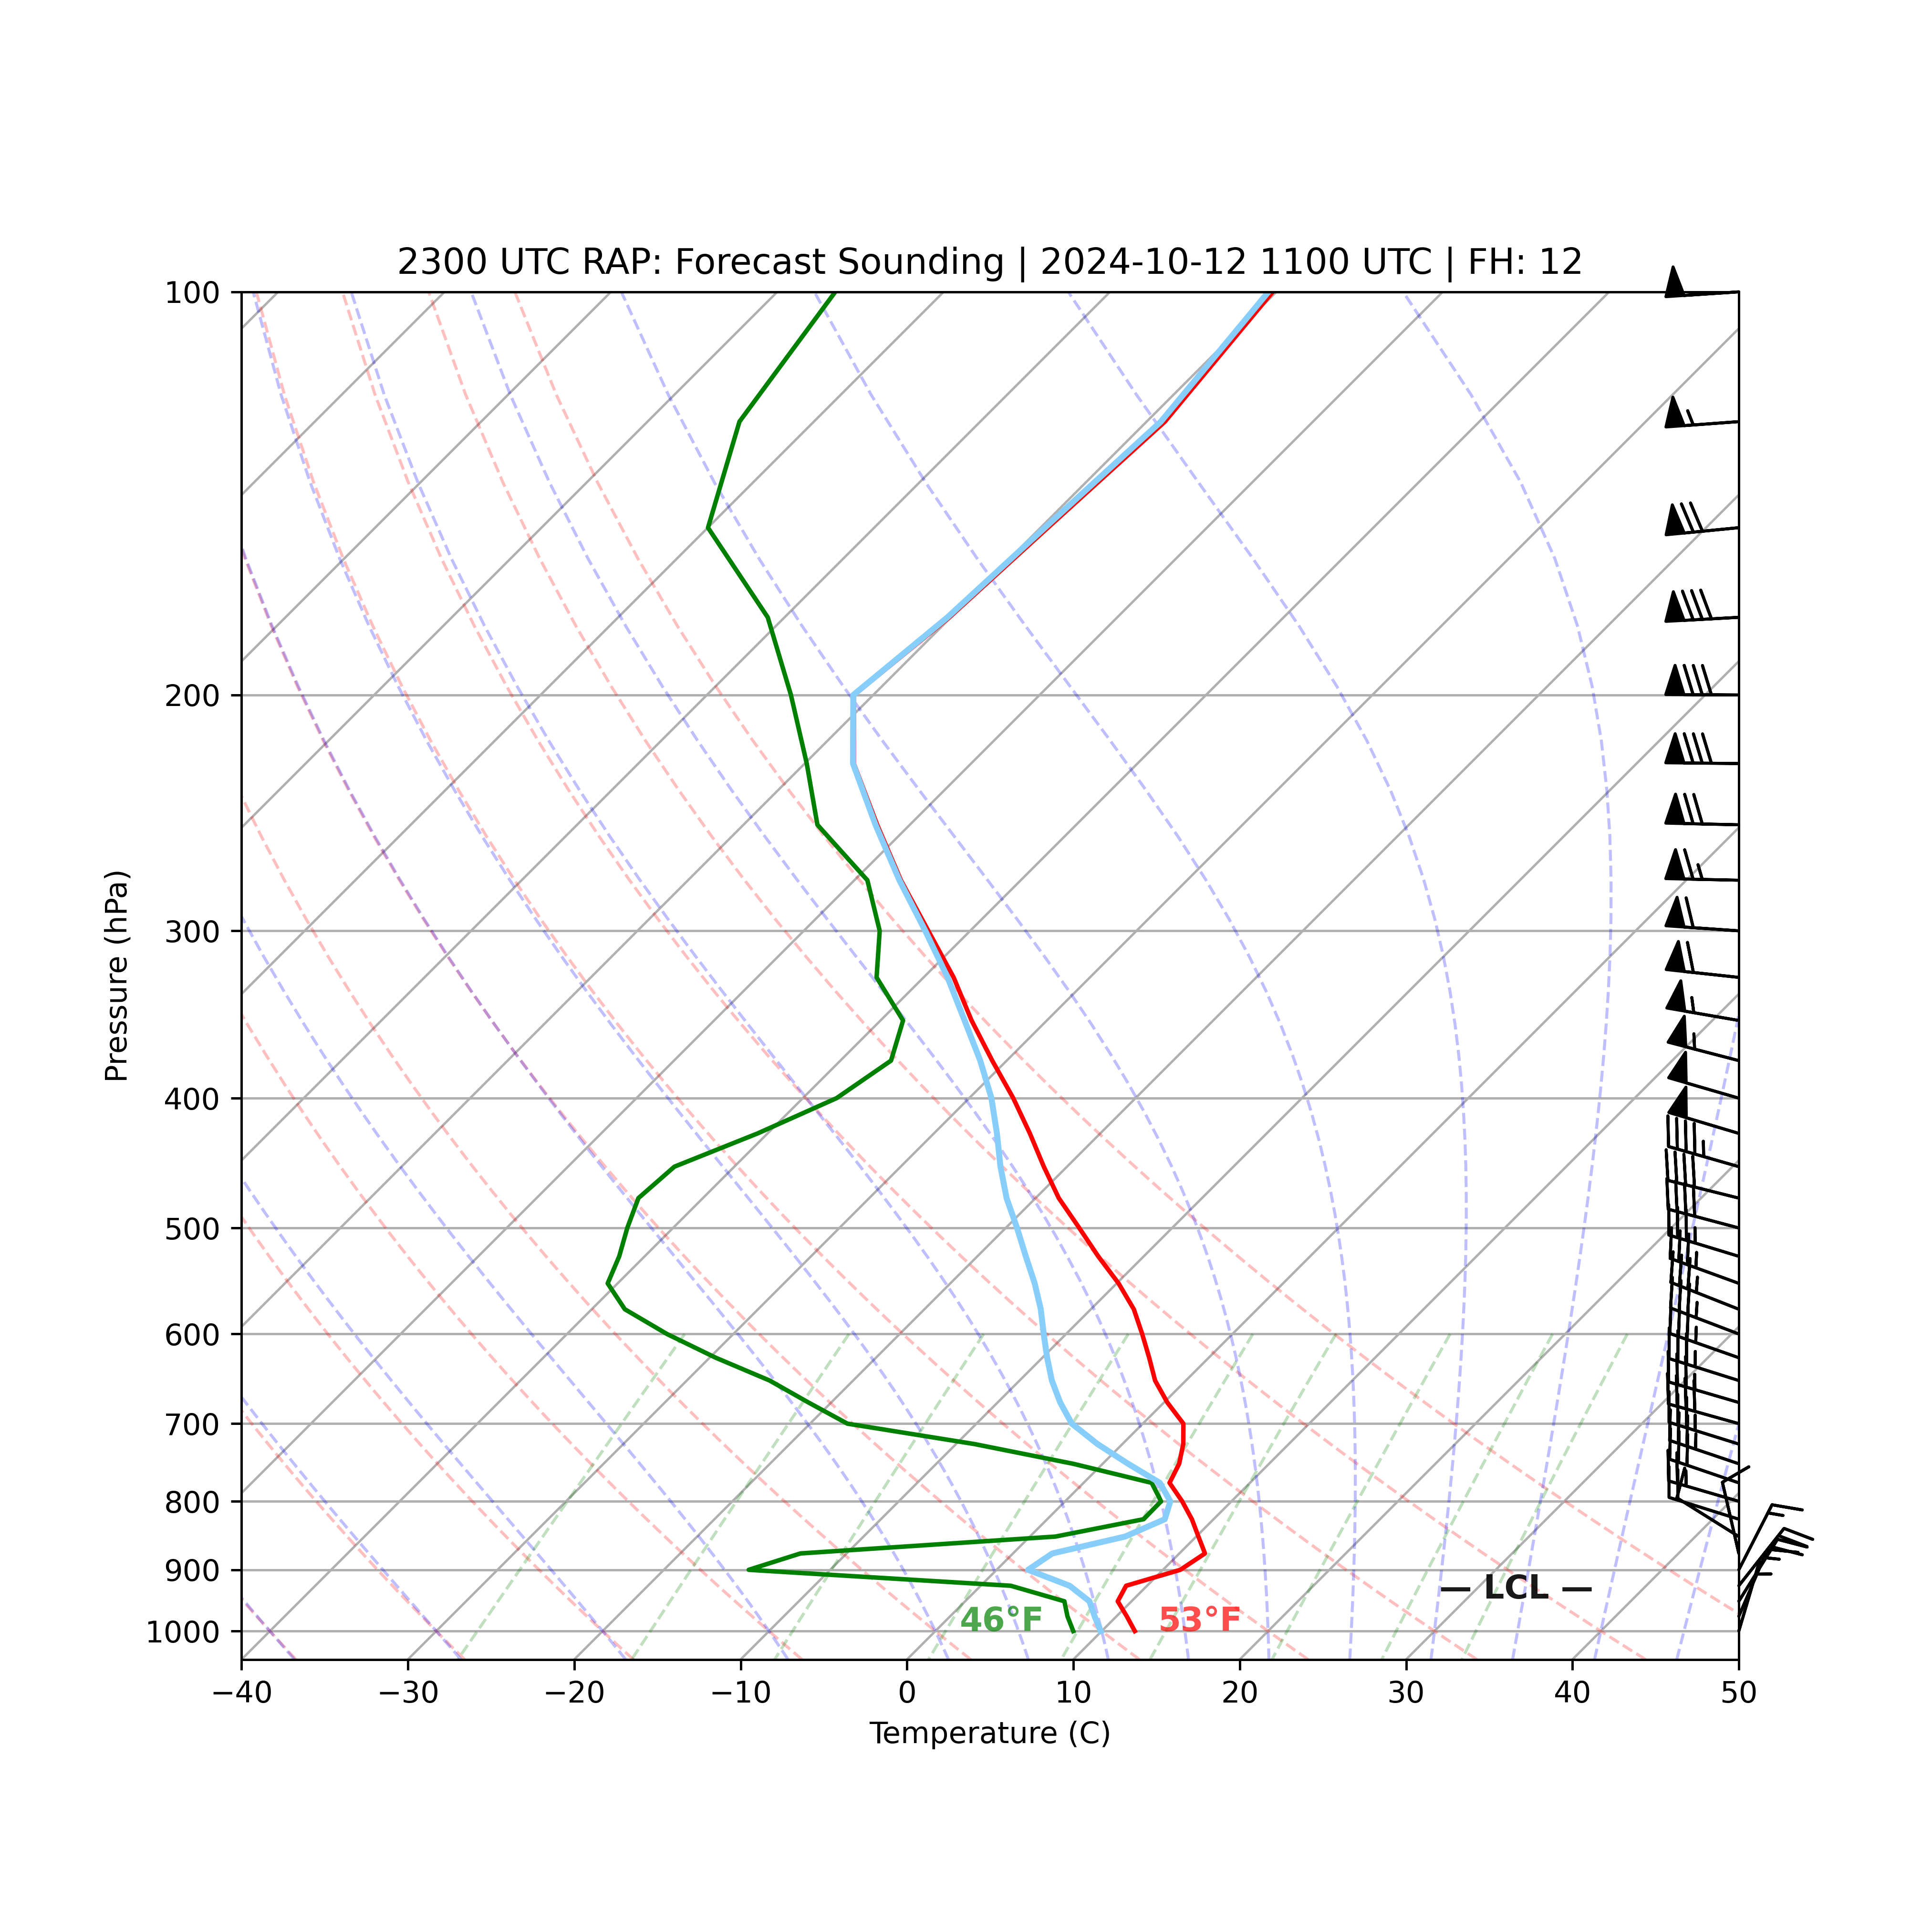 2300 UTC RAP: Forecast Sounding | 2024-10-12 1100 UTC | FH: 12
100
200
300
400
500
600
700
800
900
1000
Pressure (hPa)
— LCL —
46°F 53°F
−40 −30 −20 −10 0 10 20 30 40 50
Temperature (C)